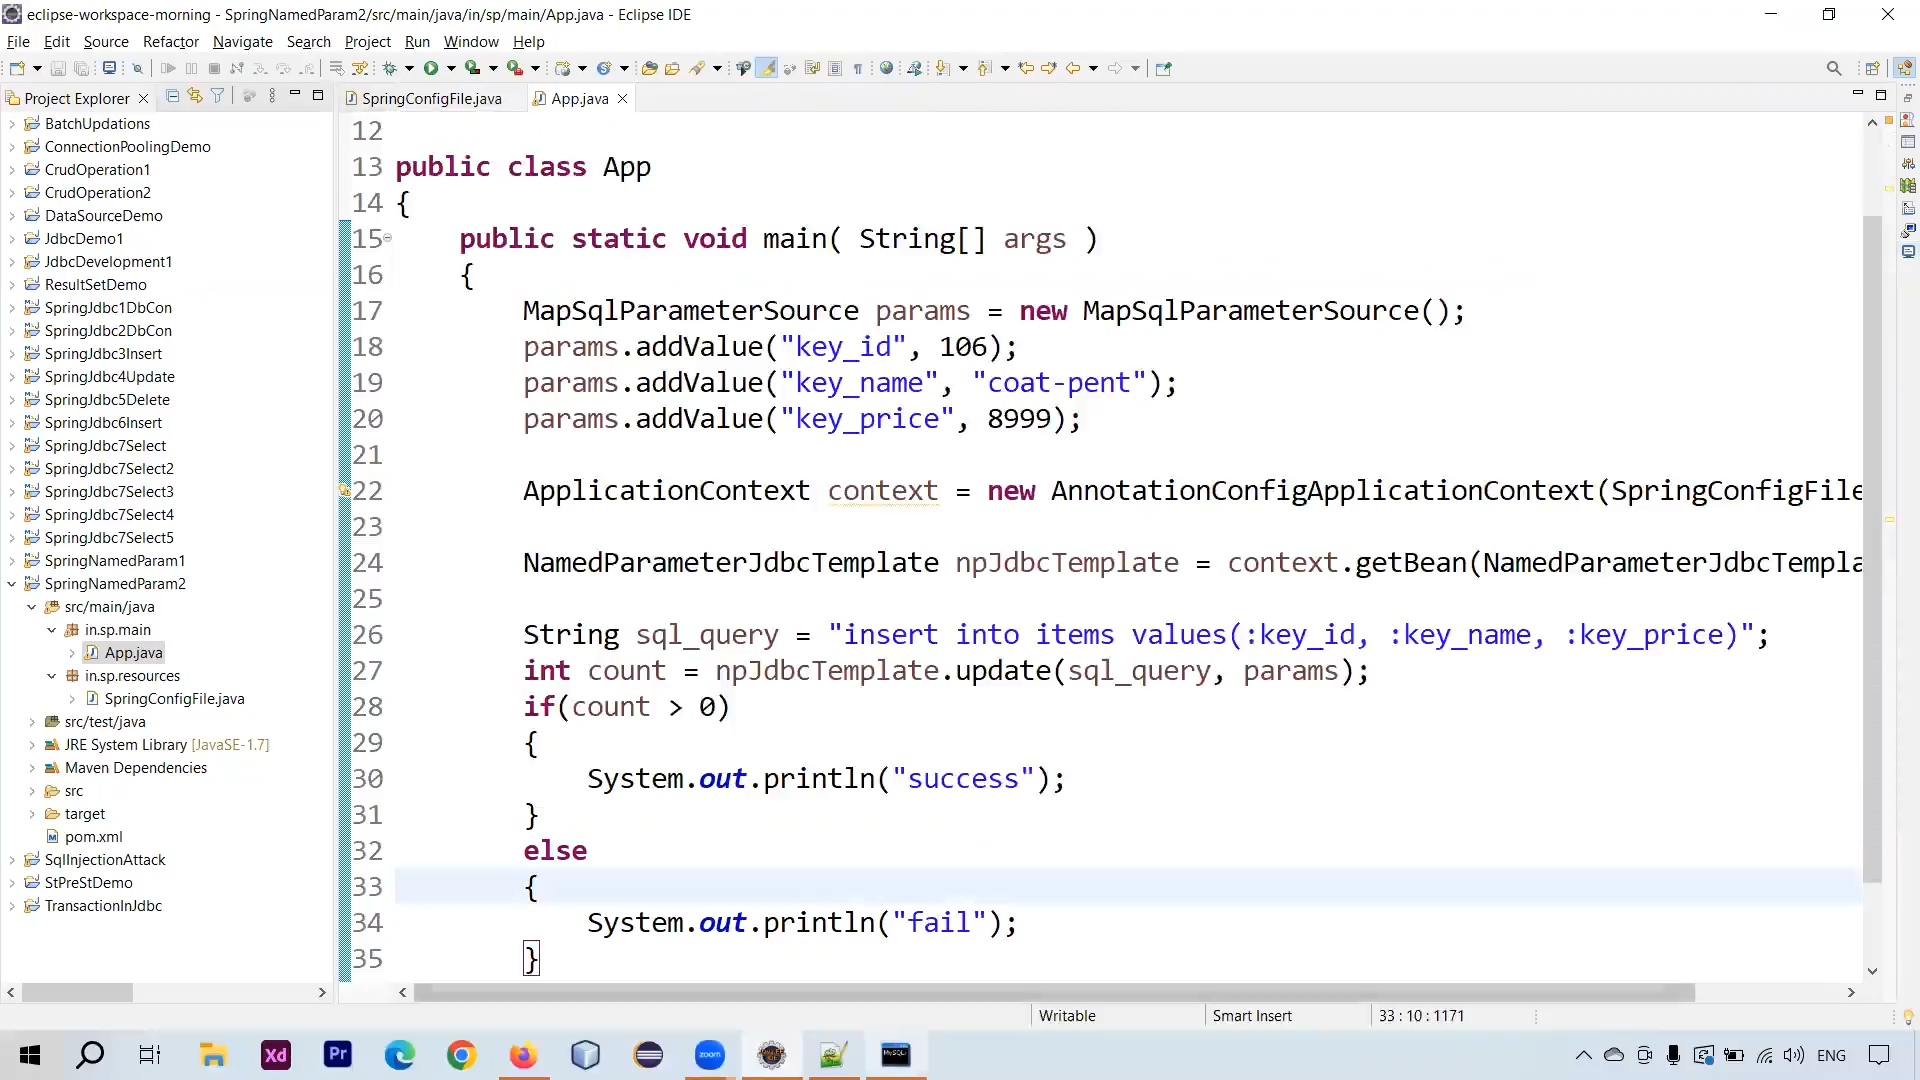 eclipse-workspace-morning - SpringNamedParam2/src/main/java/in/sp/main/App.java - Eclipse IDE
File Edit Source Refactor Navigate Search Project Run Window Help
Project Explorer
SpringConfigFile.java App.java
BatchUpdations
ConnectionPoolingDemo
CrudOperation1
CrudOperation2
DataSourceDemo
JdbcDemo1
JdbcDevelopment1
ResultSetDemo
SpringJdbc1DbCon
SpringJdbc2DbCon
SpringJdbc3Insert
SpringJdbc4Update
SpringJdbc5Delete
SpringJdbc6Insert
SpringJdbc7Select
SpringJdbc7Select2
SpringJdbc7Select3
SpringJdbc7Select4
SpringJdbc7Select5
SpringNamedParam1
SpringNamedParam2
src/main/java
in.sp.main
App.java
in.sp.resources
SpringConfigFile.java
src/test/java
JRE System Library [JavaSE-1.7]
Maven Dependencies
src
target
pom.xml
SqlInjectionAttack
StPreStDemo
TransactionInJdbc
12
13 public class App
14 {
15 public static void main( String[] args )
16 {
17 MapSqlParameterSource params = new MapSqlParameterSource();
18 params.addValue("key_id", 106);
19 params.addValue("key_name", "coat-pent");
20 params.addValue("key_price", 8999);
21
22 ApplicationContext context = new AnnotationConfigApplicationContext(SpringConfigFile
23
24 NamedParameterJdbcTemplate npJdbcTemplate = context.getBean(NamedParameterJdbcTempla
25
26 String sql_query = "insert into items values(:key_id, :key_name, :key_price)";
27 int count = npJdbcTemplate.update(sql_query, params);
28 if(count > 0)
29 {
30 System.out.println("success");
31 }
32 else
33 {
34 System.out.println("fail");
35 }
Writable Smart Insert 33 : 10 : 1171
Xd Pr zoom MySQL ENG